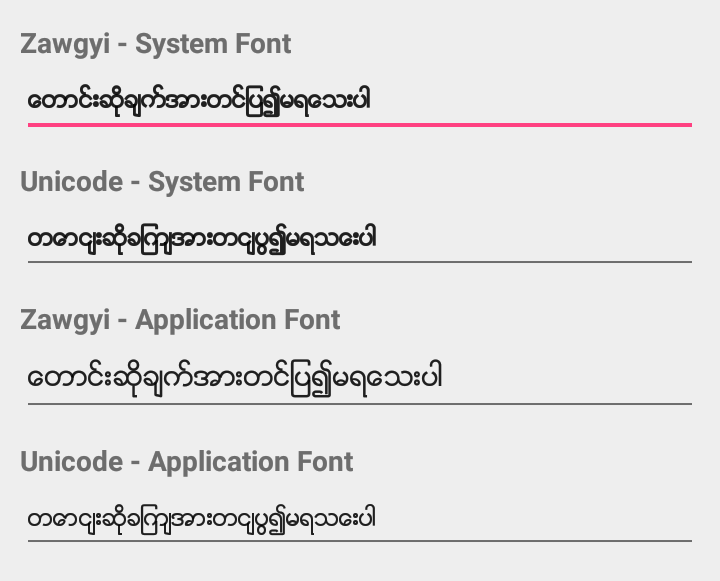 Zawgyi - System Font
တောင်းဆိုချက်အားတင်ပြ၍မရသေးပါ
Unicode - System Font
တောငျးဆိုခကြျအားတငျပွ၍မရသေးပါ
Zawgyi - Application Font
တောင်းဆိုချက်အားတင်ပြ၍မရသေးပါ
Unicode - Application Font
တောငျးဆိုခကြျအားတငျပွ၍မရသေးပါ